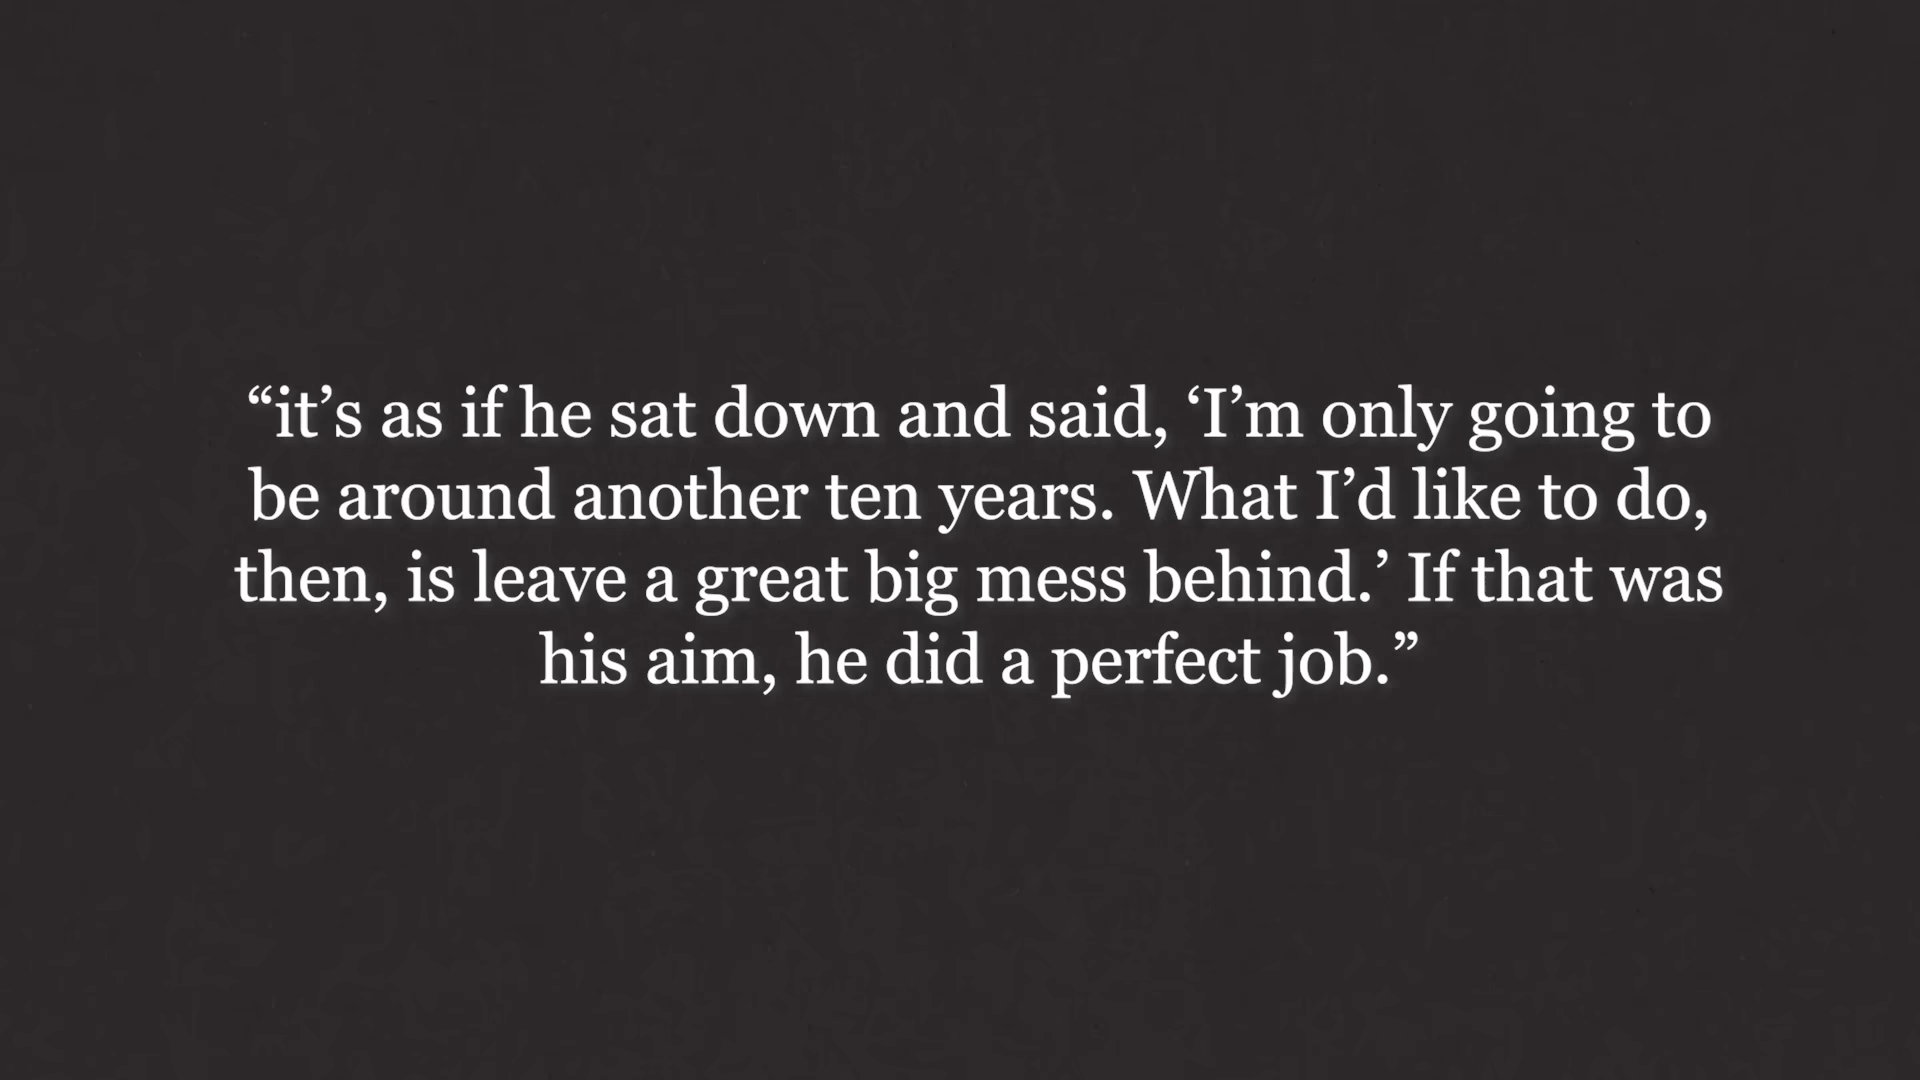 “it’s as if he sat down and said, ‘I’m only going to
be around another ten years. What I’d like to do,
then, is leave a great big mess behind.’ If that was
his aim, he did a perfect job.”